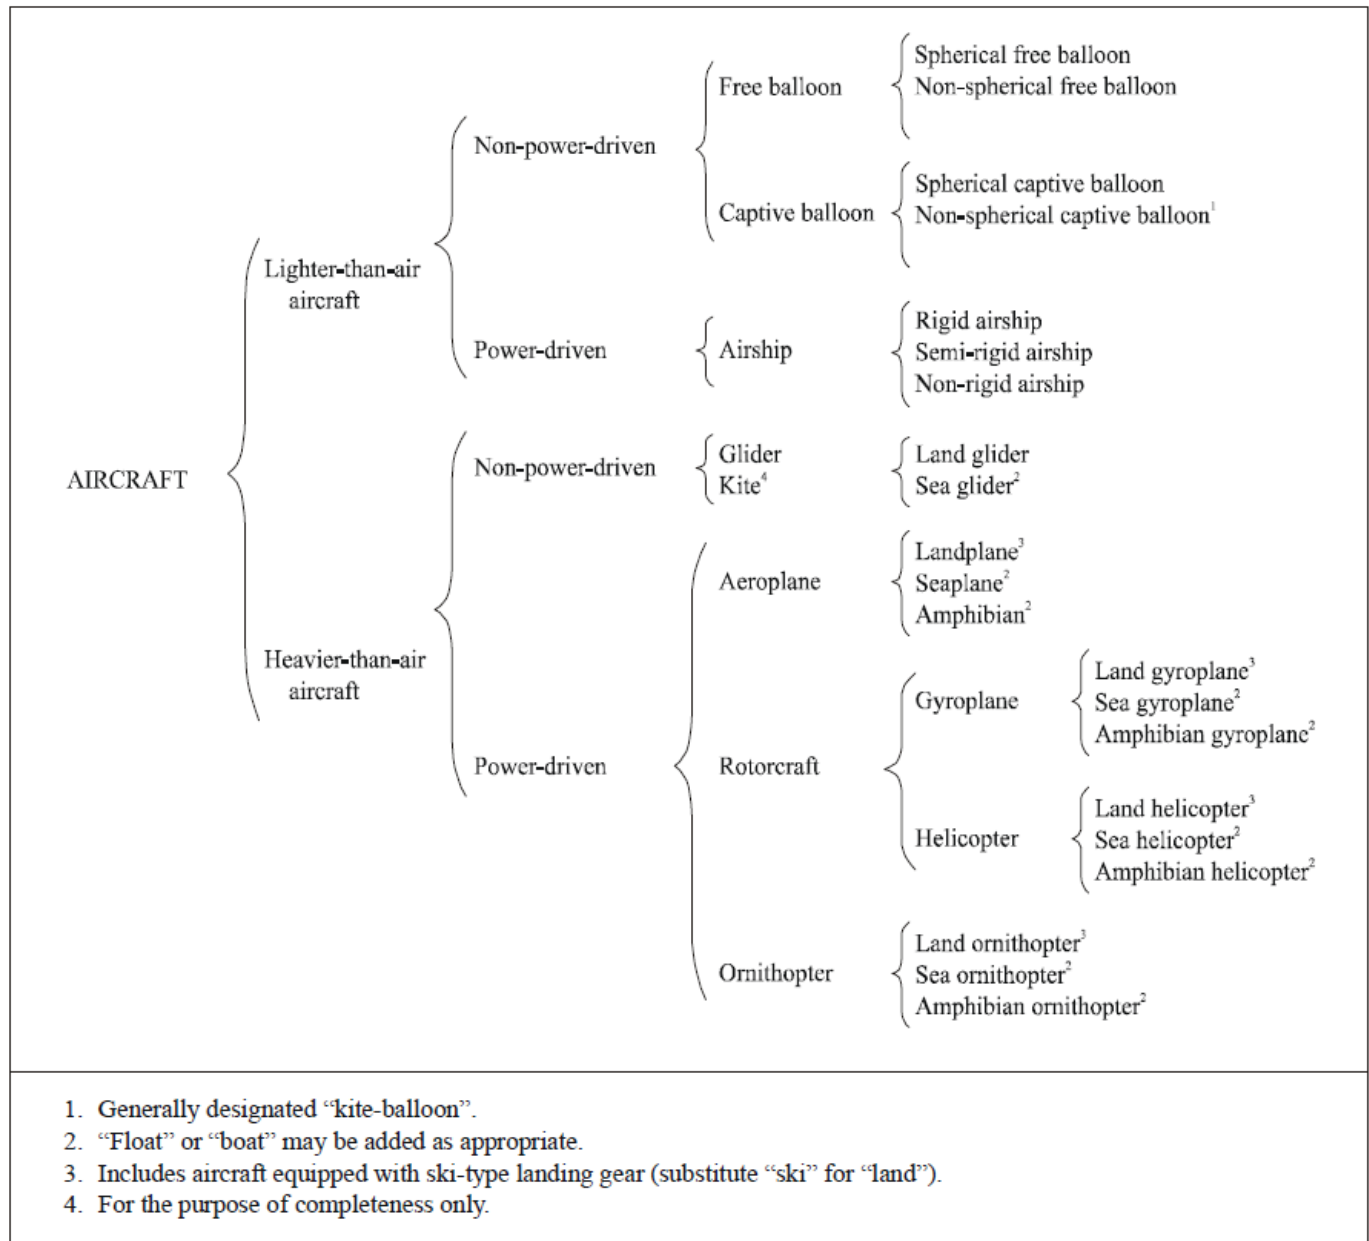 Spherical free balloon
Free balloon
Non-spherical free balloon
Non-power-driven
Spherical captive balloon
Captive balloon
Non-spherical captive balloon¹
Lighter-than-air
aircraft
Rigid airship
Power-driven
Airship
Semi-rigid airship
Non-rigid airship
AIRCRAFT
Non-power-driven
Glider
Land glider
Kite⁴
Sea glider²
Landplane³
Aeroplane
Seaplane²
Amphibian²
Heavier-than-air
aircraft
Land gyroplane³
Gyroplane
Sea gyroplane²
Amphibian gyroplane²
Power-driven
Rotorcraft
Land helicopter³
Helicopter
Sea helicopter²
Amphibian helicopter²
Land ornithopter³
Ornithopter
Sea ornithopter²
Amphibian ornithopter²
1. Generally designated “kite-balloon”.
2. “Float” or “boat” may be added as appropriate.
3. Includes aircraft equipped with ski-type landing gear (substitute “ski” for “land”).
4. For the purpose of completeness only.